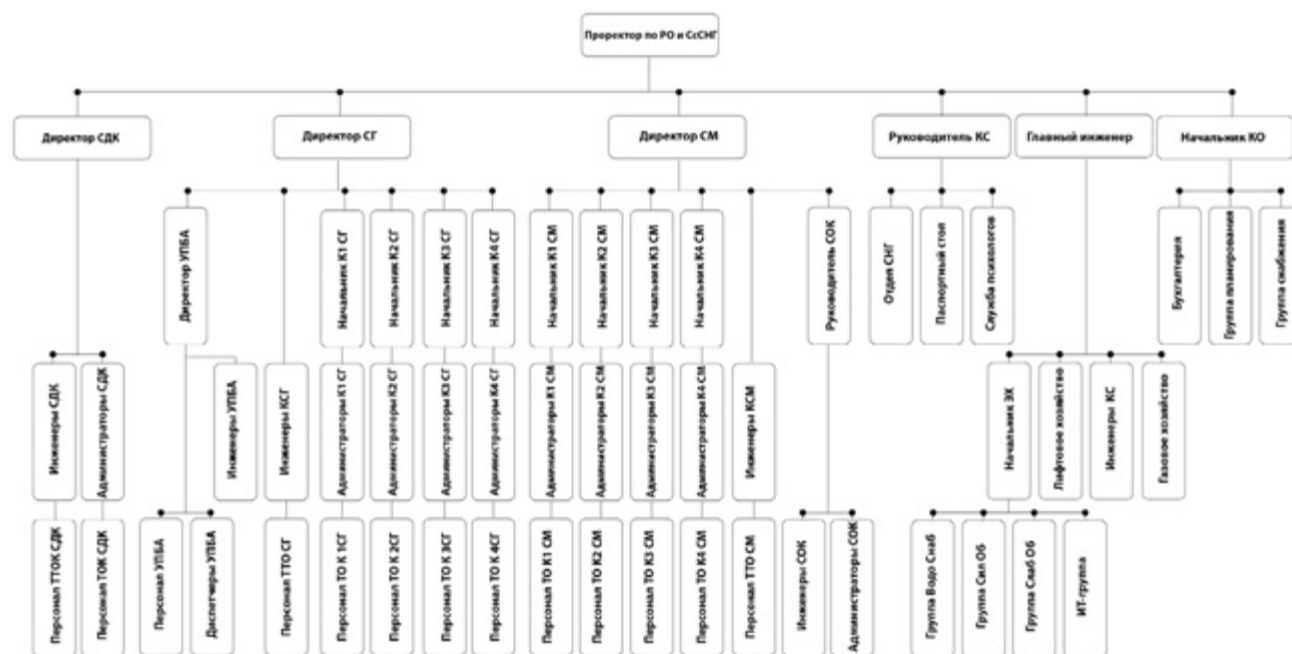 Проректор по РО и СсСНГ
Директор СДК
Директор СГ
Директор СМ
Руководитель КС
Главный инженер
Начальник КО
Директор УПБА
Начальник К1 СГ
Начальник К2 СГ
Начальник К3 СГ
Начальник К4 СГ
Начальник К1 СМ
Начальник К2 СМ
Начальник К3 СМ
Начальник К4 СМ
Руководитель СОК
Отдел СНГ
Паспортный стол
Служба психологов
Бухгалтерия
Группа планирования
Группа снабжения
Инженеры СДК
Администраторы СДК
Инженеры УПБА
Инженеры КСГ
Администраторы К1 СГ
Администраторы К2 СГ
Администраторы К3 СГ
Администраторы К4 СГ
Администраторы К1 СМ
Администраторы К2 СМ
Администраторы К3 СМ
Администраторы К4 СМ
Инженеры КСМ
Начальник ЭХ
Лифтовое хозяйство
Инженеры КС
Газовое хозяйство
Персонал ТТОК СДК
Персонал ТОК СДК
Персонал УПБА
Диспетчеры УПБА
Персонал ТТО СГ
Персонал ТО К 1СГ
Персонал ТО К 2СГ
Персонал ТО К 3СГ
Персонал ТО К 4СГ
Персонал ТО К1 СМ
Персонал ТО К2 СМ
Персонал ТО К3 СМ
Персонал ТО К4 СМ
Персонал ТТО СМ
Инженеры СОК
Администраторы СОК
Группа Водо Снаб
Группа Сил Об
Группа Слаб Об
ИТ-группа